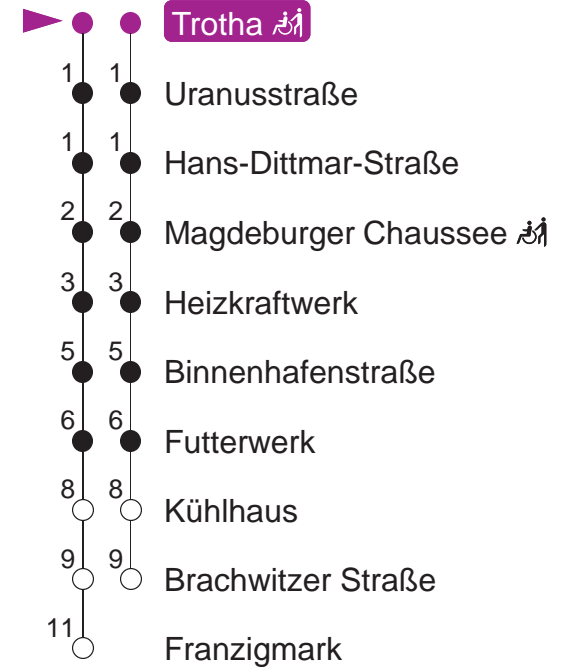 Trotha
1 1 Uranusstraße
1 1 Hans-Dittmar-Straße
2 2 Magdeburger Chaussee
3 3 Heizkraftwerk
5 5 Binnenhafenstraße
6 6 Futterwerk
8 8 Kühlhaus
9 9 Brachwitzer Straße
11 Franzigmark